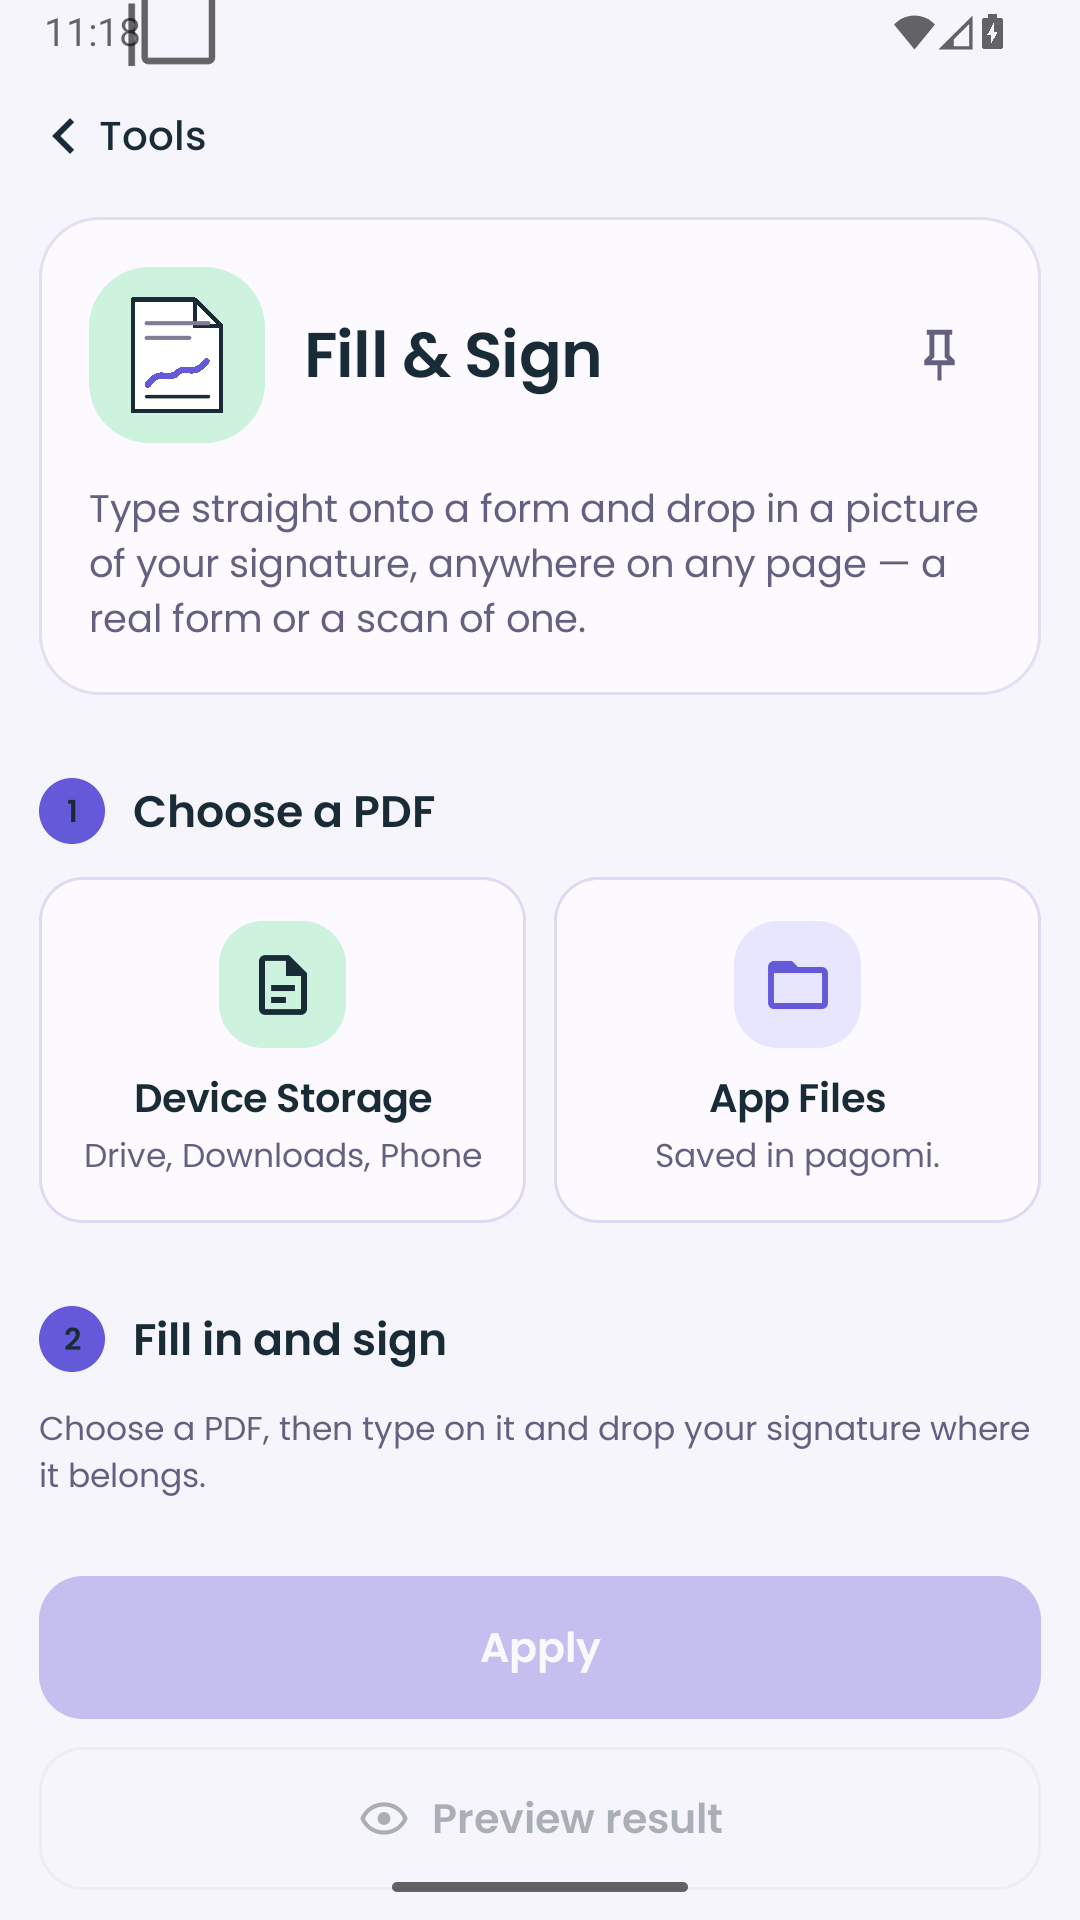 11:18
Tools
Fill & Sign
Type straight onto a form and drop in a picture
of your signature, anywhere on any page — a
real form or a scan of one.
1 Choose a PDF
Device Storage
Drive, Downloads, Phone
App Files
Saved in pagomi.
2 Fill in and sign
Choose a PDF, then type on it and drop your signature where
it belongs.
Apply
Preview result